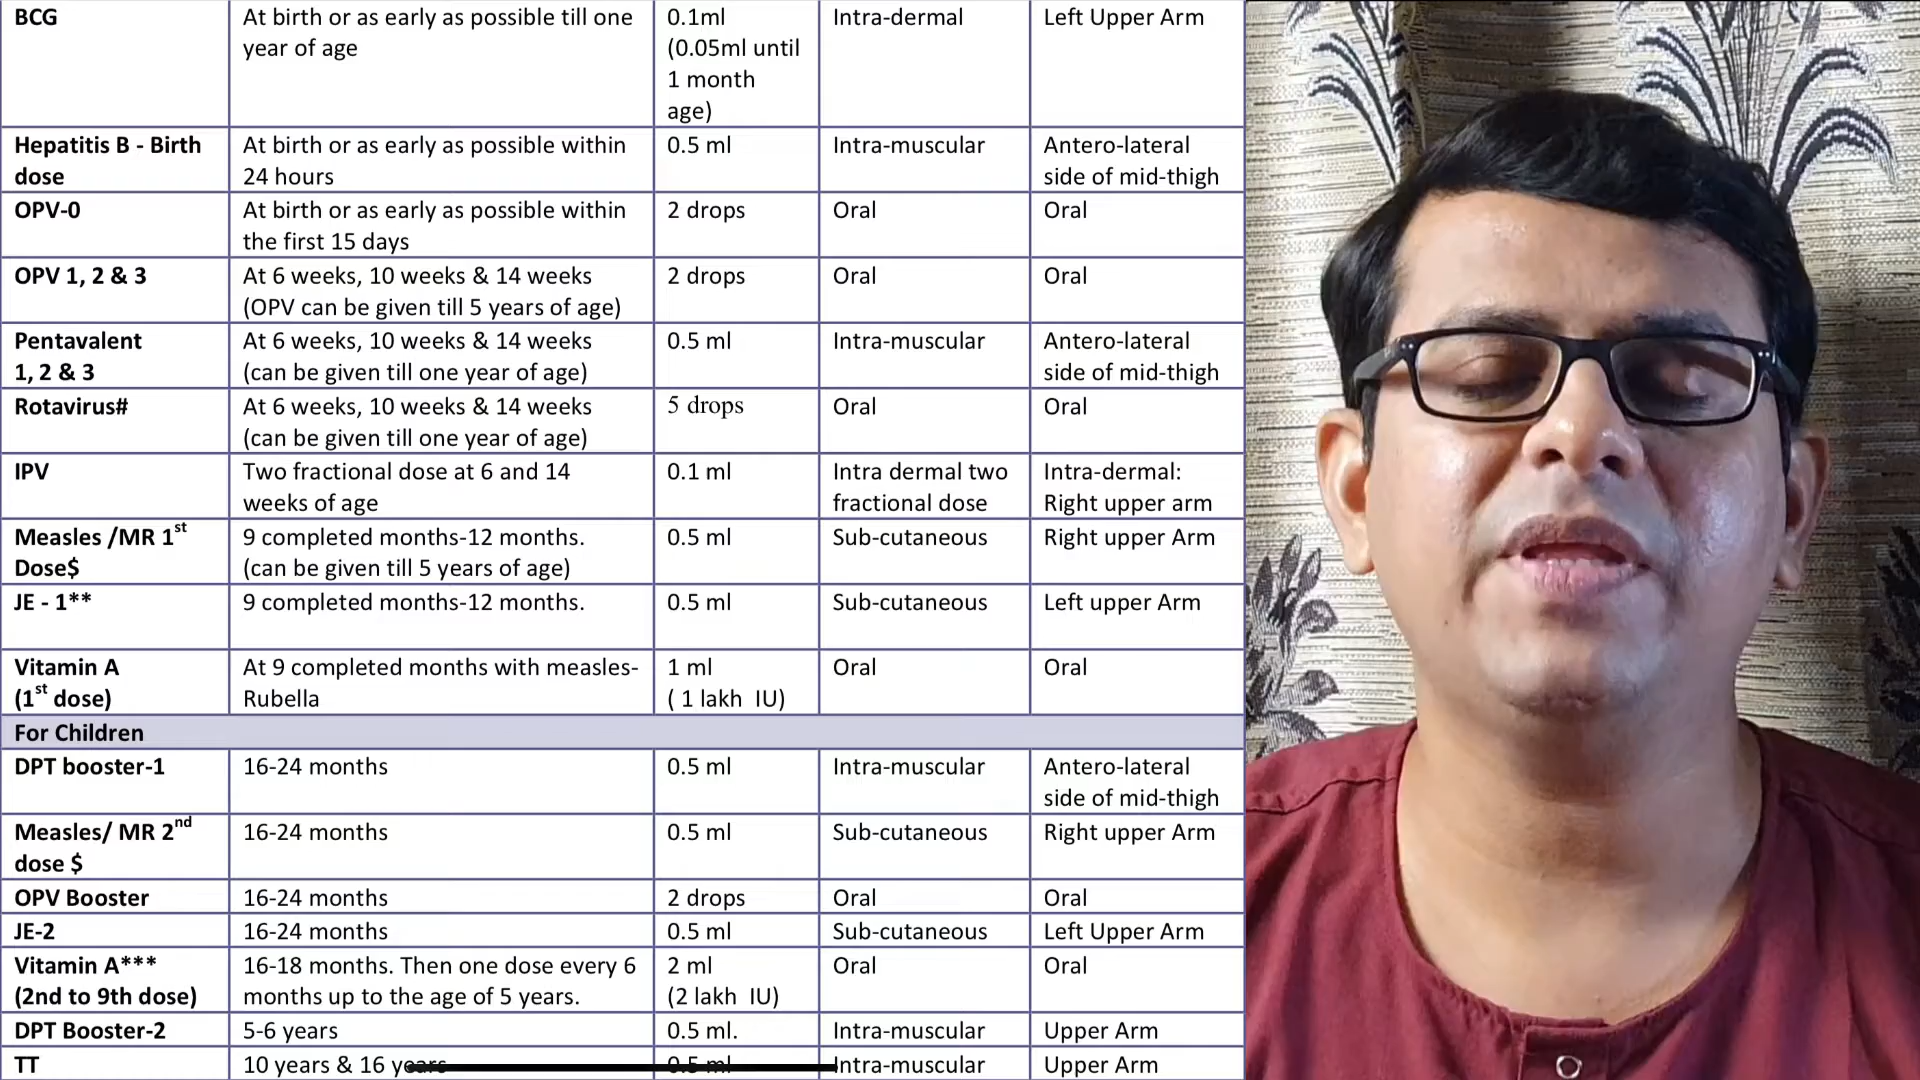 BCG
At birth or as early as possible till one
year of age
0.1ml
(0.05ml until
1 month
age)
Intra-dermal
Left Upper Arm
Hepatitis B - Birth
dose
At birth or as early as possible within
24 hours
0.5 ml
Intra-muscular
Antero-lateral
side of mid-thigh
OPV-0
At birth or as early as possible within
the first 15 days
2 drops
Oral
Oral
OPV 1, 2 & 3
At 6 weeks, 10 weeks & 14 weeks
(OPV can be given till 5 years of age)
2 drops
Oral
Oral
Pentavalent
1, 2 & 3
At 6 weeks, 10 weeks & 14 weeks
(can be given till one year of age)
0.5 ml
Intra-muscular
Antero-lateral
side of mid-thigh
Rotavirus#
At 6 weeks, 10 weeks & 14 weeks
(can be given till one year of age)
5 drops
Oral
Oral
IPV
Two fractional dose at 6 and 14
weeks of age
0.1 ml
Intra dermal two
fractional dose
Intra-dermal:
Right upper arm
Measles /MR 1st
Dose$
9 completed months-12 months.
(can be given till 5 years of age)
0.5 ml
Sub-cutaneous
Right upper Arm
JE - 1**
9 completed months-12 months.
0.5 ml
Sub-cutaneous
Left upper Arm
Vitamin A
(1st dose)
At 9 completed months with measles-
Rubella
1 ml
( 1 lakh IU)
Oral
Oral
For Children
DPT booster-1
16-24 months
0.5 ml
Intra-muscular
Antero-lateral
side of mid-thigh
Measles/ MR 2nd
dose $
16-24 months
0.5 ml
Sub-cutaneous
Right upper Arm
OPV Booster
16-24 months
2 drops
Oral
Oral
JE-2
16-24 months
0.5 ml
Sub-cutaneous
Left Upper Arm
Vitamin A***
(2nd to 9th dose)
16-18 months. Then one dose every 6
months up to the age of 5 years.
2 ml
(2 lakh IU)
Oral
Oral
DPT Booster-2
5-6 years
0.5 ml.
Intra-muscular
Upper Arm
TT
10 years & 16 years
0.5 ml
Intra-muscular
Upper Arm